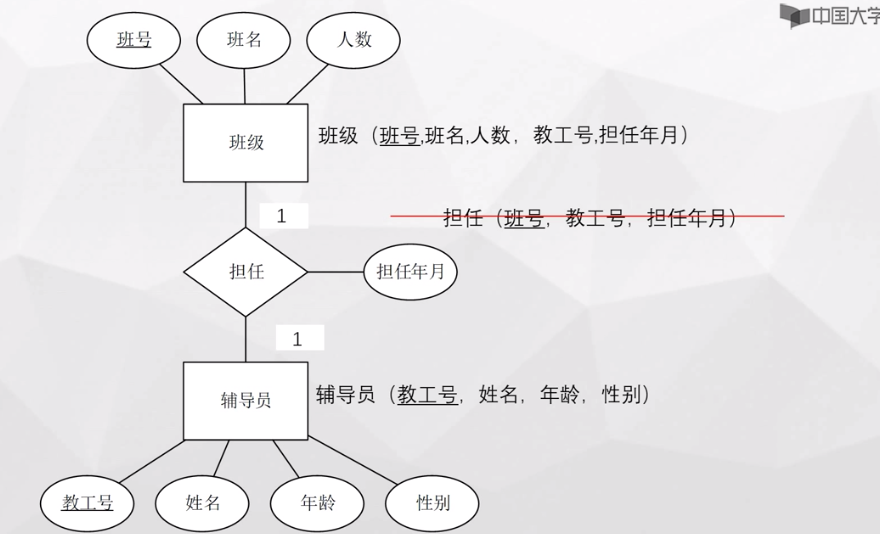 中国大学
班号 班名 人数
班级 班级（班号,班名,人数，教工号,担任年月）
1
担任（班号，教工号，担任年月）
担任 担任年月
1
辅导员 辅导员（教工号，姓名，年龄，性别）
教工号 姓名 年龄 性别